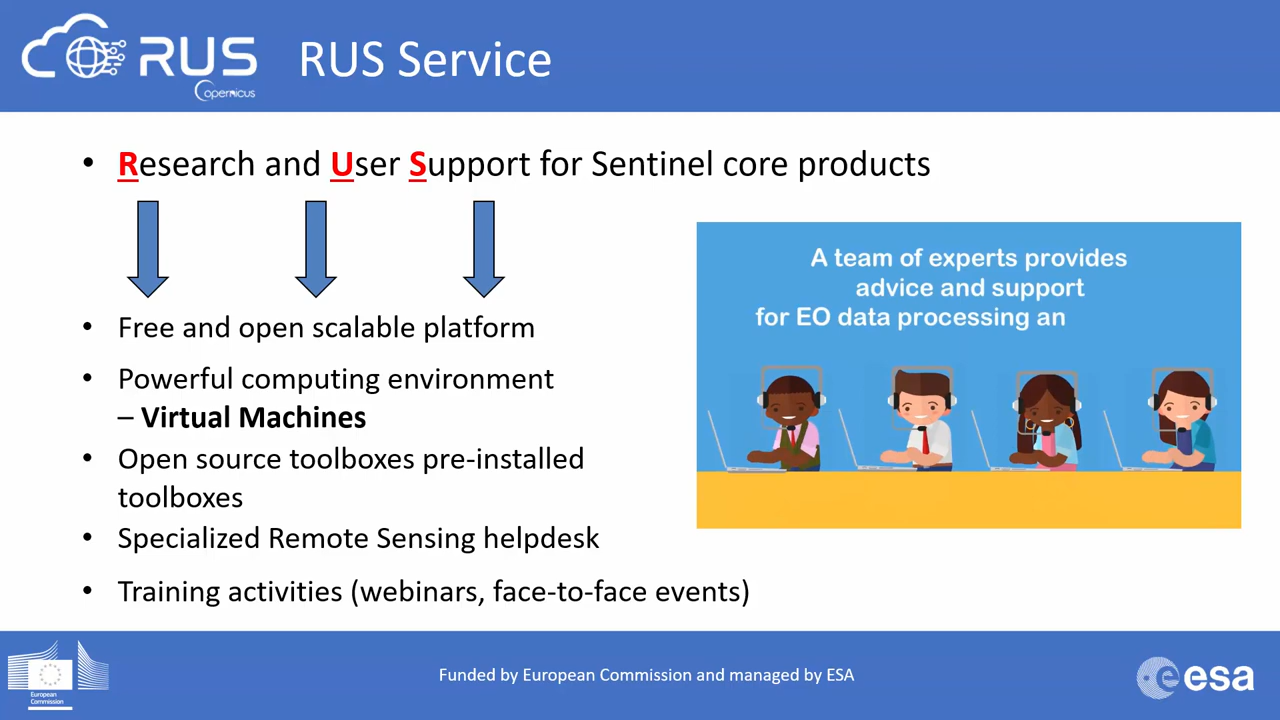 RUS
Copernicus
RUS Service
• Research and User Support for Sentinel core products
• Free and open scalable platform
• Powerful computing environment
– Virtual Machines
• Open source toolboxes pre-installed
toolboxes
• Specialized Remote Sensing helpdesk
• Training activities (webinars, face-to-face events)
A team of experts provides
advice and support
for EO data processing an
European
Commission
Funded by European Commission and managed by ESA
esa